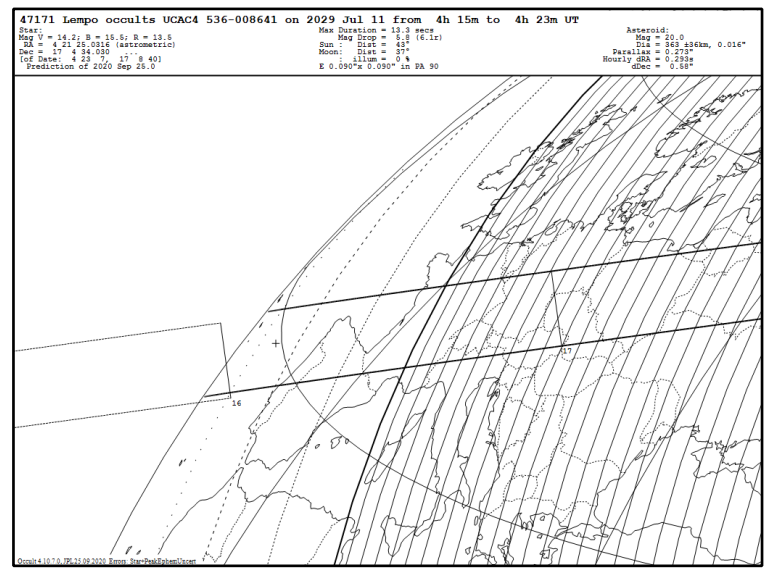 47171 Lempo occults UCAC4 536-008641 on 2029 Jul 11 from 4h 15m to 4h 23m UT
Star:
Mag V = 14.2; B = 15.5; R = 13.5
RA = 4 21 25.0316 (astrometric)
Dec = 17 4 34.030 ...
[of Date: 4 23 7, 17 8 40]
Prediction of 2020 Sep 25.0
Max Duration = 13.3 secs
Mag Drop = 5.8 (6.1r)
Sun : Dist = 43°
Moon: Dist = 37°
: illum = 0 %
E 0.090"x 0.090" in PA 90
Asteroid:
Mag = 20.0
Dia = 363 ±36km, 0.016"
Parallax = 0.273"
Hourly dRA = 0.293s
dDec = 0.58"
17
16
Occult 4.10.7.0, JPL 25.09.2020 Errors: Star+PeakEphemUncert